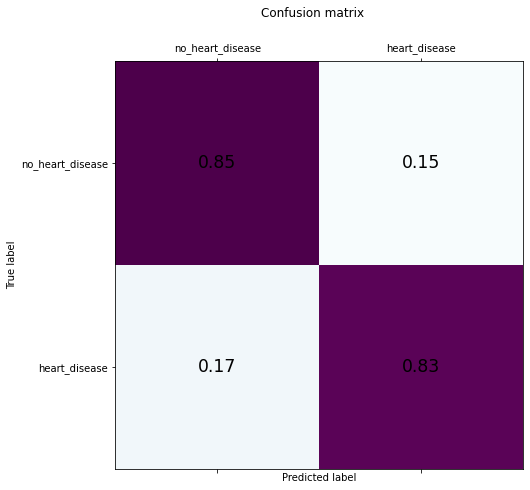 Confusion matrix
no_heart_disease heart_disease
no_heart_disease 0.85 0.15
True label
heart_disease 0.17 0.83
Predicted label